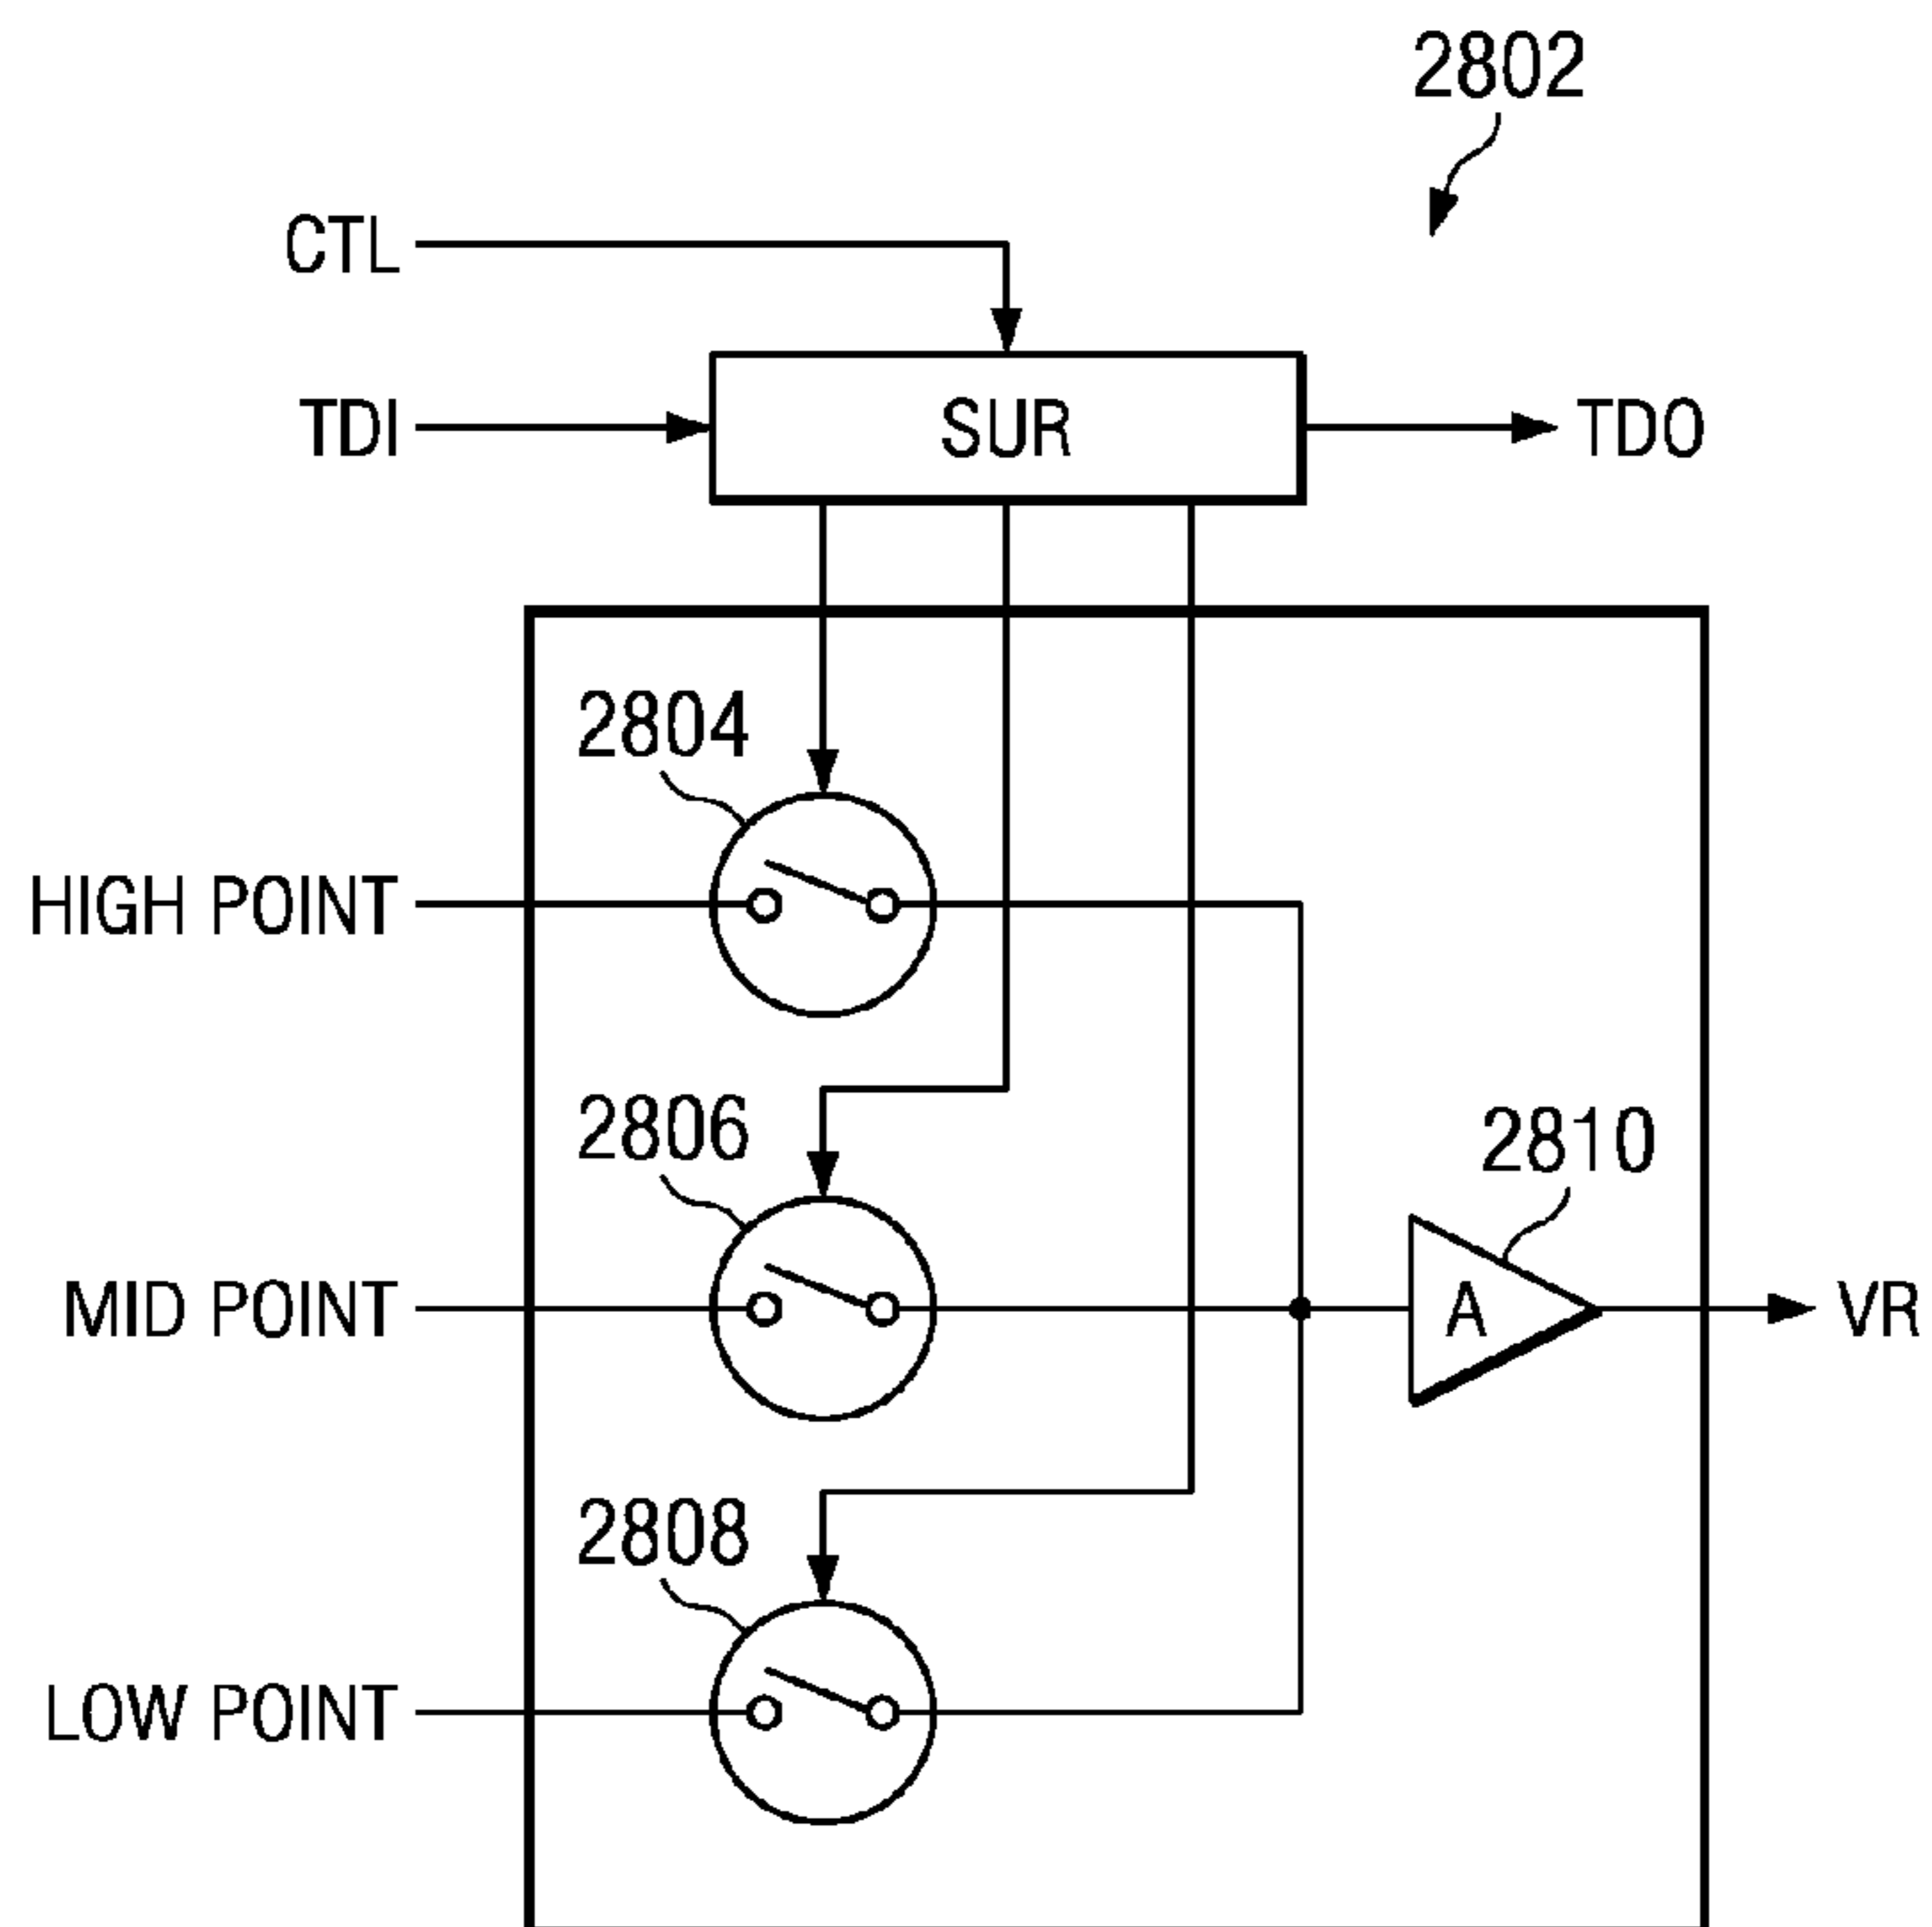 2802
CTL
TDI
SUR
TDO
2804
HIGH POINT
2806
2810
MID POINT
A
VR
2808
LOW POINT